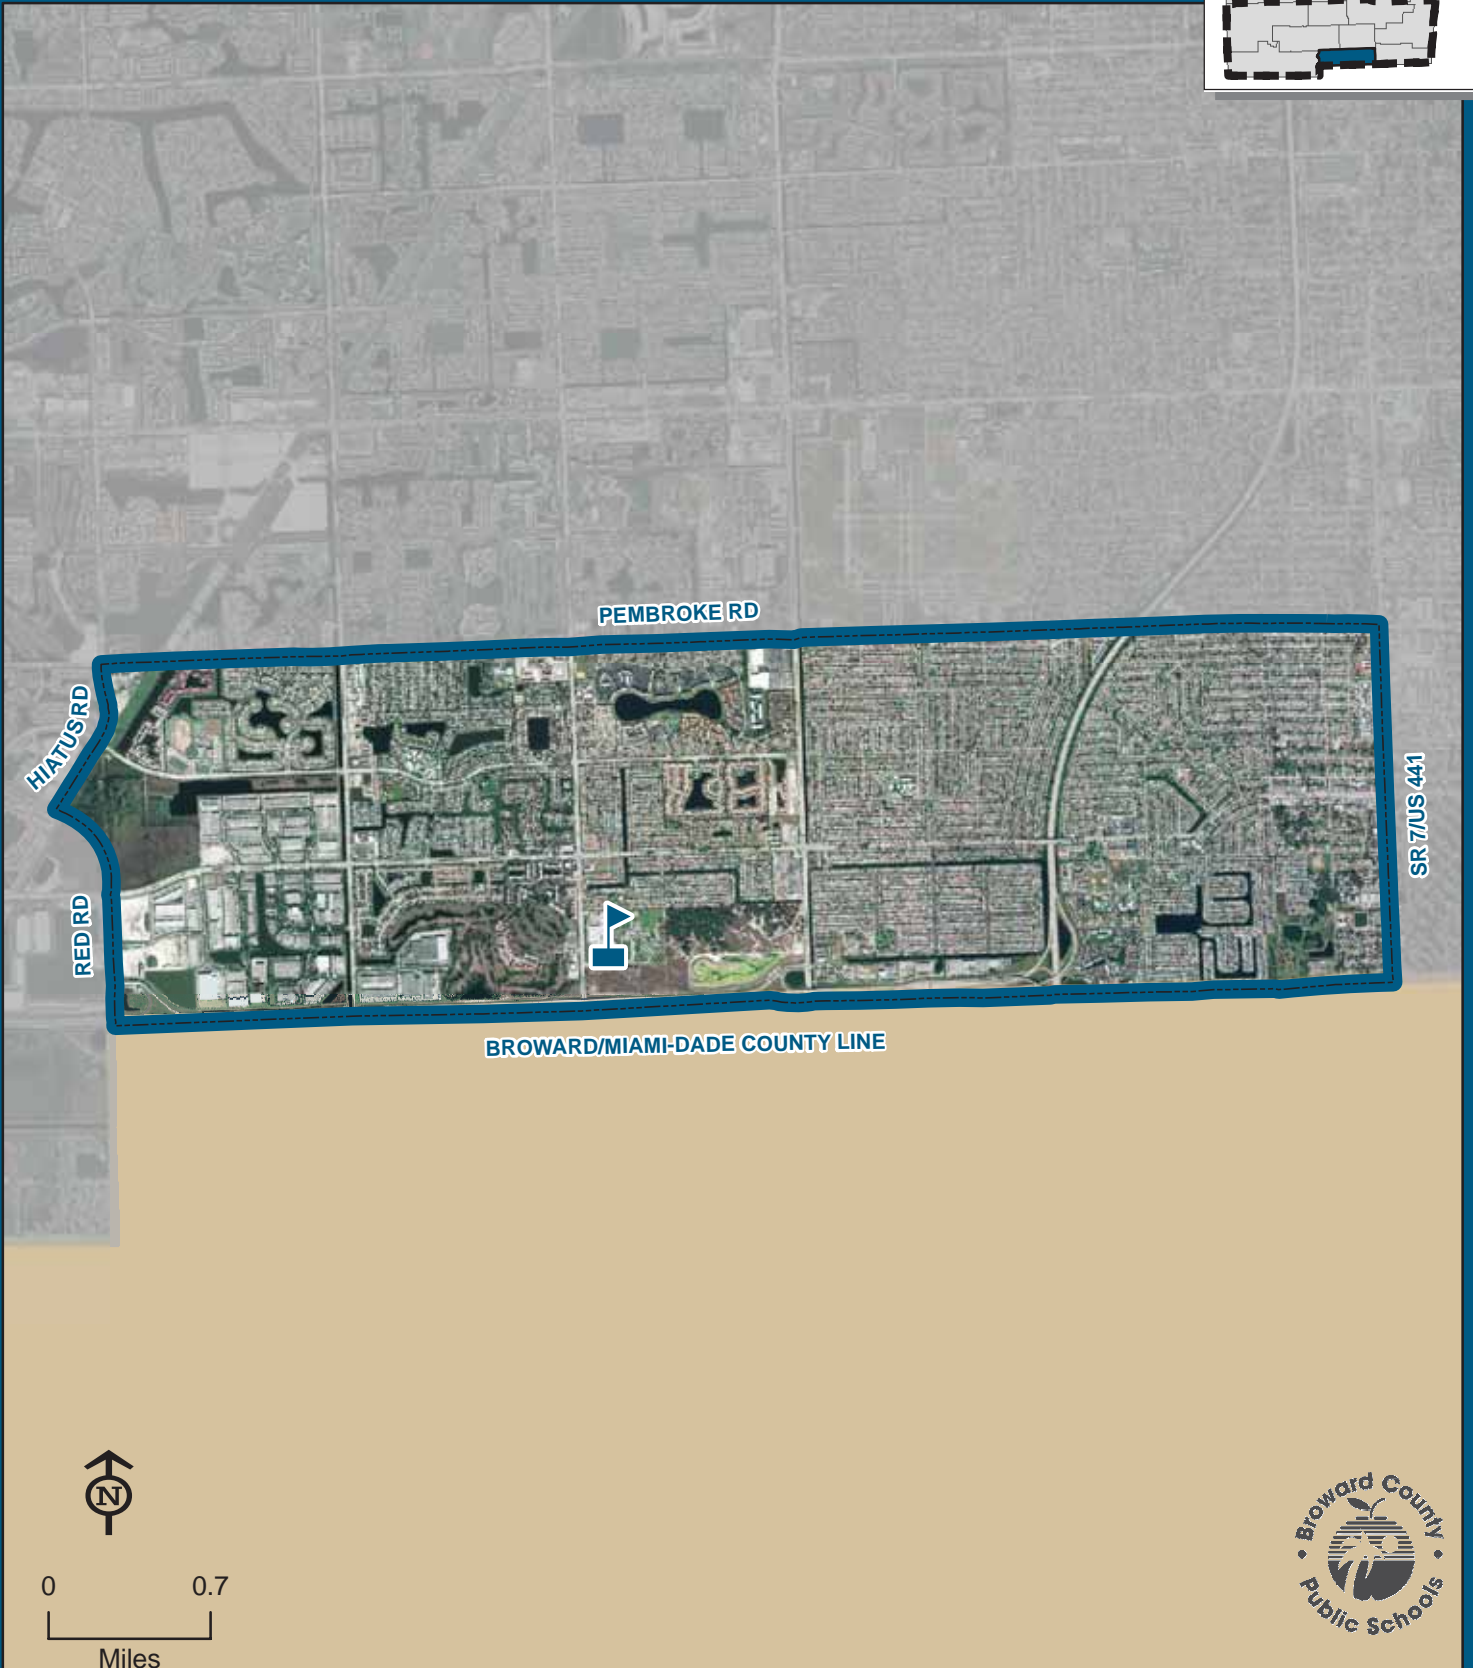 PEMBROKE RD
HIATUS RD
SR 7/US 441
RED RD
BROWARD/MIAMI-DADE COUNTY LINE
N
0 0.7
Miles
• Broward County •
Public Schools